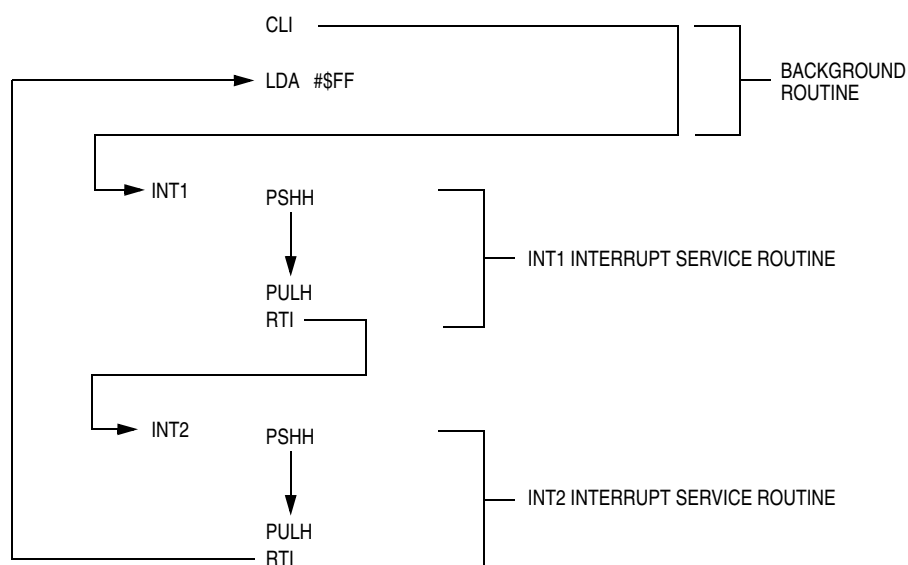 CLI
LDA #$FF
BACKGROUND
ROUTINE
INT1
PSHH
INT1 INTERRUPT SERVICE ROUTINE
PULH
RTI
INT2
PSHH
INT2 INTERRUPT SERVICE ROUTINE
PULH
RTI